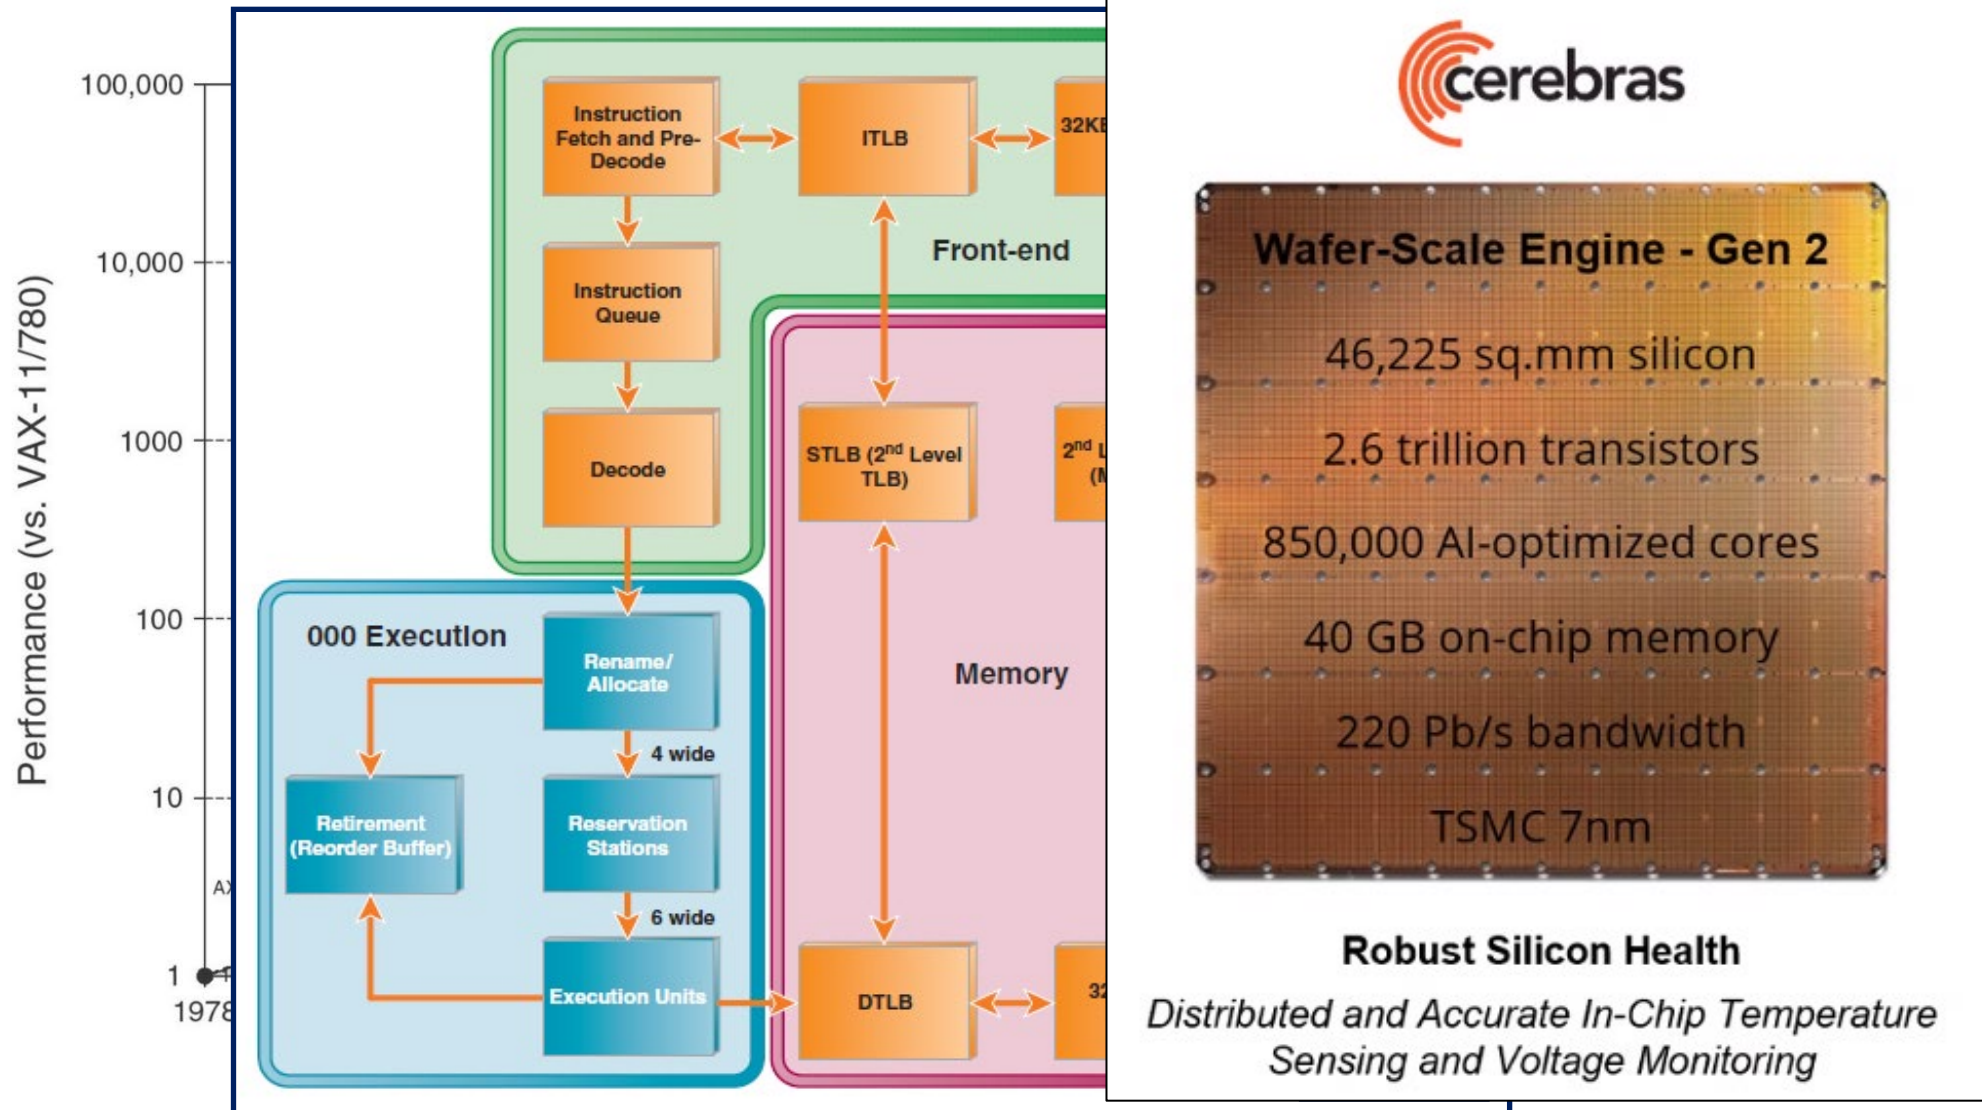 Performance (vs. VAX-11/780)
100,000
10,000
1000
100
10
1
1978
AX
Instruction
Fetch and Pre-
Decode
ITLB
32KB
Front-end
Instruction
Queue
Decode
STLB (2nd Level
TLB)
2nd L
(M
Memory
000 Execution
Rename/
Allocate
4 wide
Retirement
(Reorder Buffer)
Reservation
Stations
6 wide
Execution Units
DTLB
32
cerebras
Wafer-Scale Engine - Gen 2
46,225 sq.mm silicon
2.6 trillion transistors
850,000 AI-optimized cores
40 GB on-chip memory
220 Pb/s bandwidth
TSMC 7nm
Robust Silicon Health
Distributed and Accurate In-Chip Temperature
Sensing and Voltage Monitoring